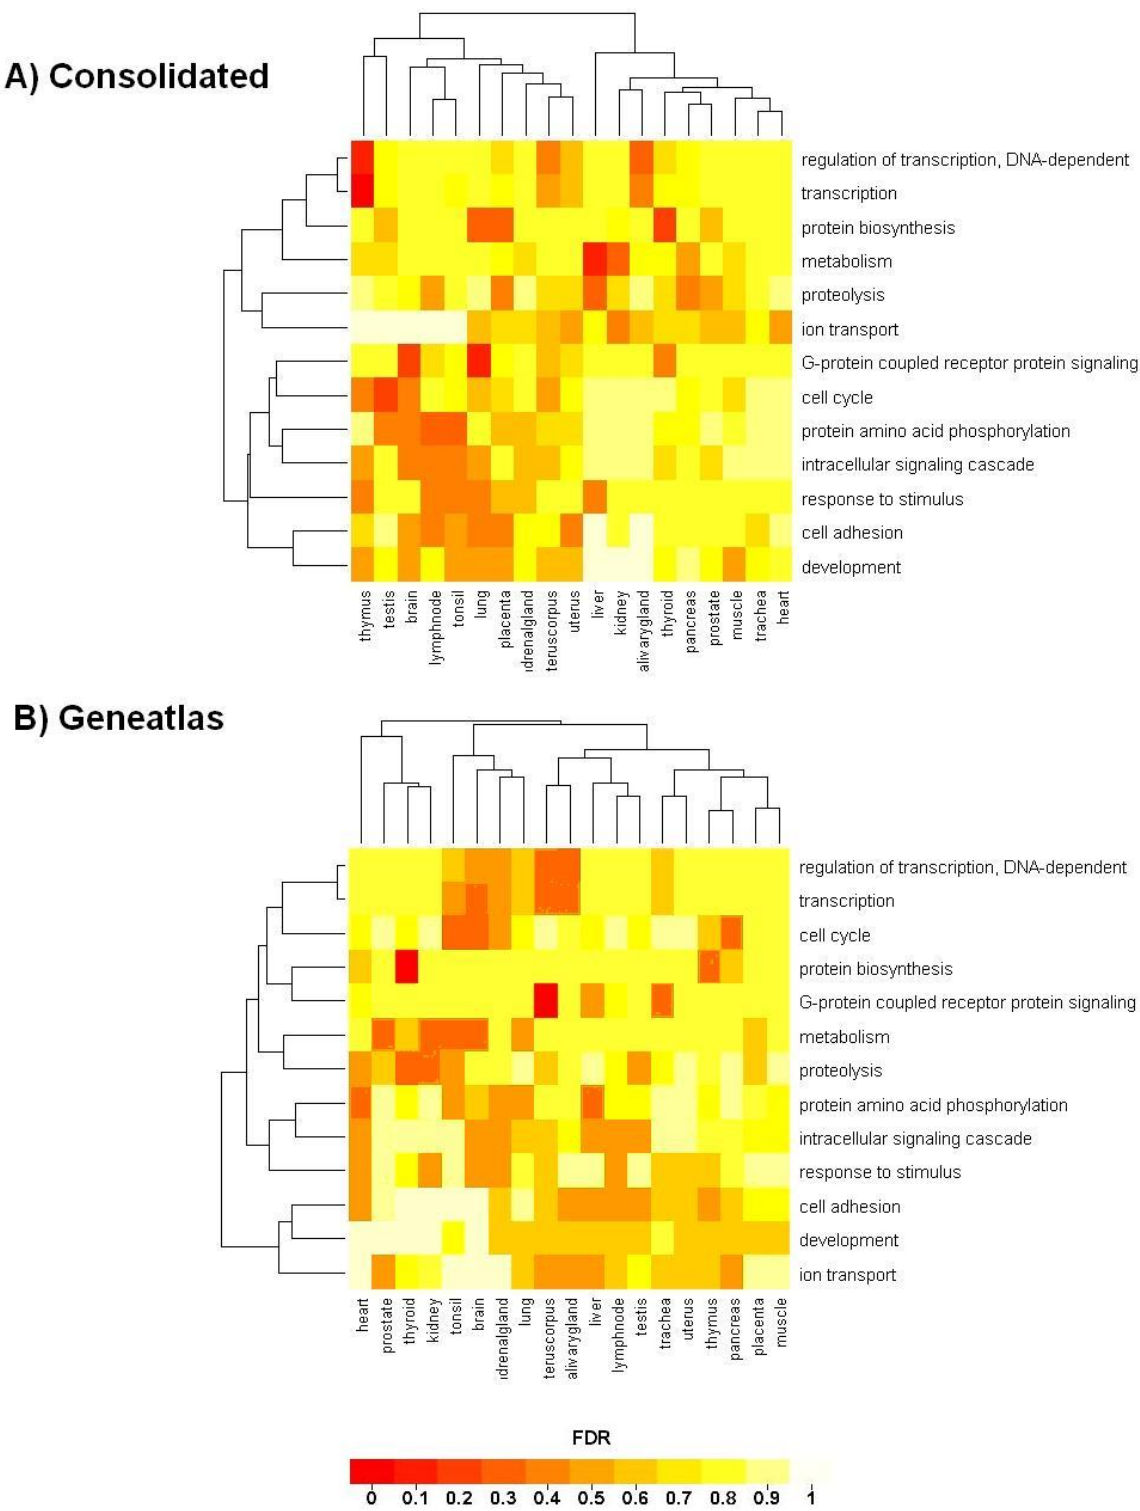 A) Consolidated
regulation of transcription, DNA-dependent
transcription
protein biosynthesis
metabolism
proteolysis
ion transport
G-protein coupled receptor protein signaling
cell cycle
protein amino acid phosphorylation
intracellular signaling cascade
response to stimulus
cell adhesion
development
thymus
testis
brain
lymphnode
tonsil
lung
placenta
drenalgland
teruscorpus
uterus
liver
kidney
alivarygland
thyroid
pancreas
prostate
muscle
trachea
heart
B) Geneatlas
regulation of transcription, DNA-dependent
transcription
cell cycle
protein biosynthesis
G-protein coupled receptor protein signaling
metabolism
proteolysis
protein amino acid phosphorylation
intracellular signaling cascade
response to stimulus
cell adhesion
development
ion transport
heart
prostate
thyroid
kidney
tonsil
brain
drenalgland
lung
teruscorpus
alivarygland
liver
lymphnode
testis
trachea
uterus
thymus
pancreas
placenta
muscle
FDR
0 0.1 0.2 0.3 0.4 0.5 0.6 0.7 0.8 0.9 1